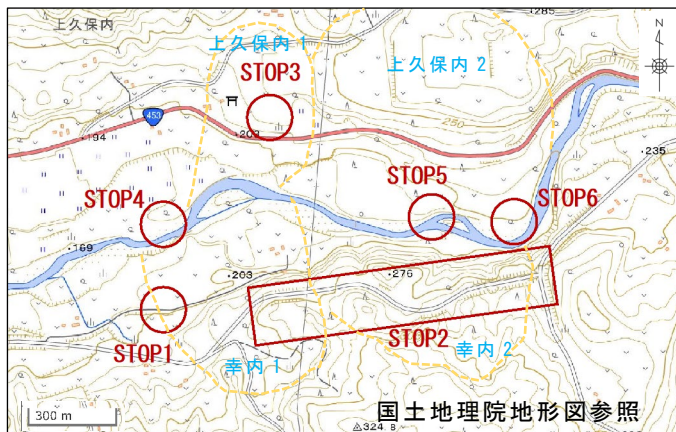 上久保内
上久保内 1
285
N
STOP3
上久保内 2
453
194
203
250
235
STOP5
STOP6
STOP4
169
203
276
STOP1
STOP2
幸内 1
幸内 2
300 m
国土地理院地形図参照
324.8